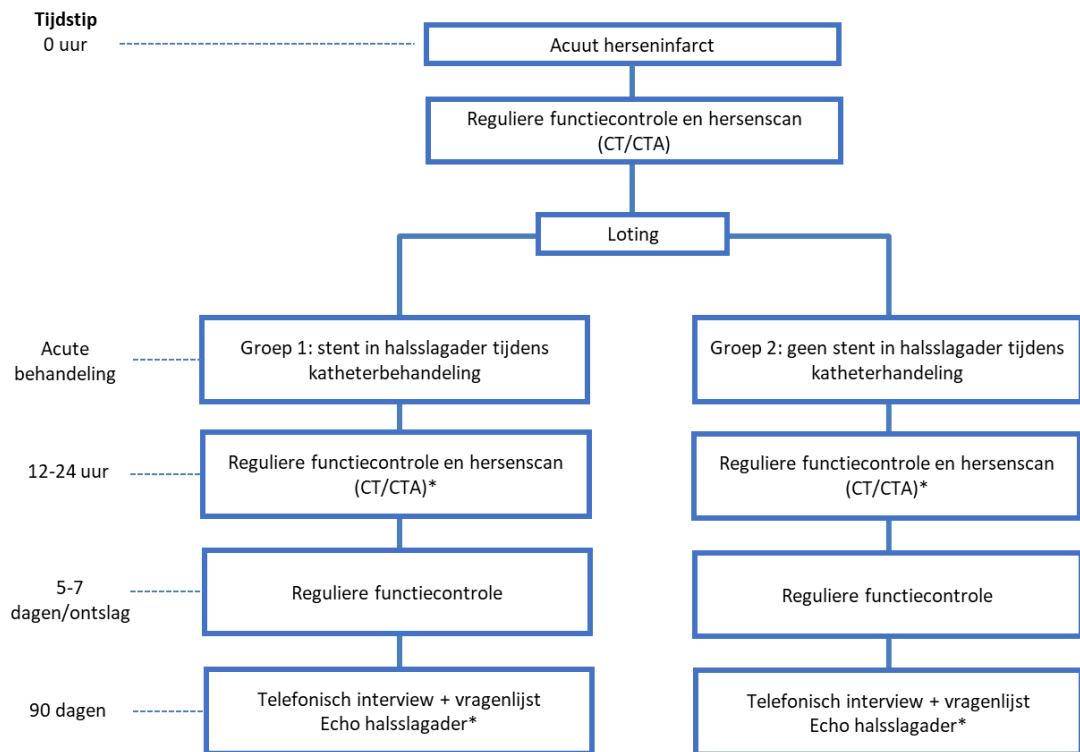 Tijdstip
0 uur
Acuut herseninfarct
Reguliere functiecontrole en hersenscan
(CT/CTA)
Loting
Acute
behandeling
Groep 1: stent in halsslagader tijdens
katheterbehandeling
Groep 2: geen stent in halsslagader tijdens
katheterhandeling
12-24 uur
Reguliere functiecontrole en hersenscan
(CT/CTA)*
Reguliere functiecontrole en hersenscan
(CT/CTA)*
5-7
dagen/ontslag
Reguliere functiecontrole
Reguliere functiecontrole
90 dagen
Telefonisch interview + vragenlijst
Echo halsslagader*
Telefonisch interview + vragenlijst
Echo halsslagader*